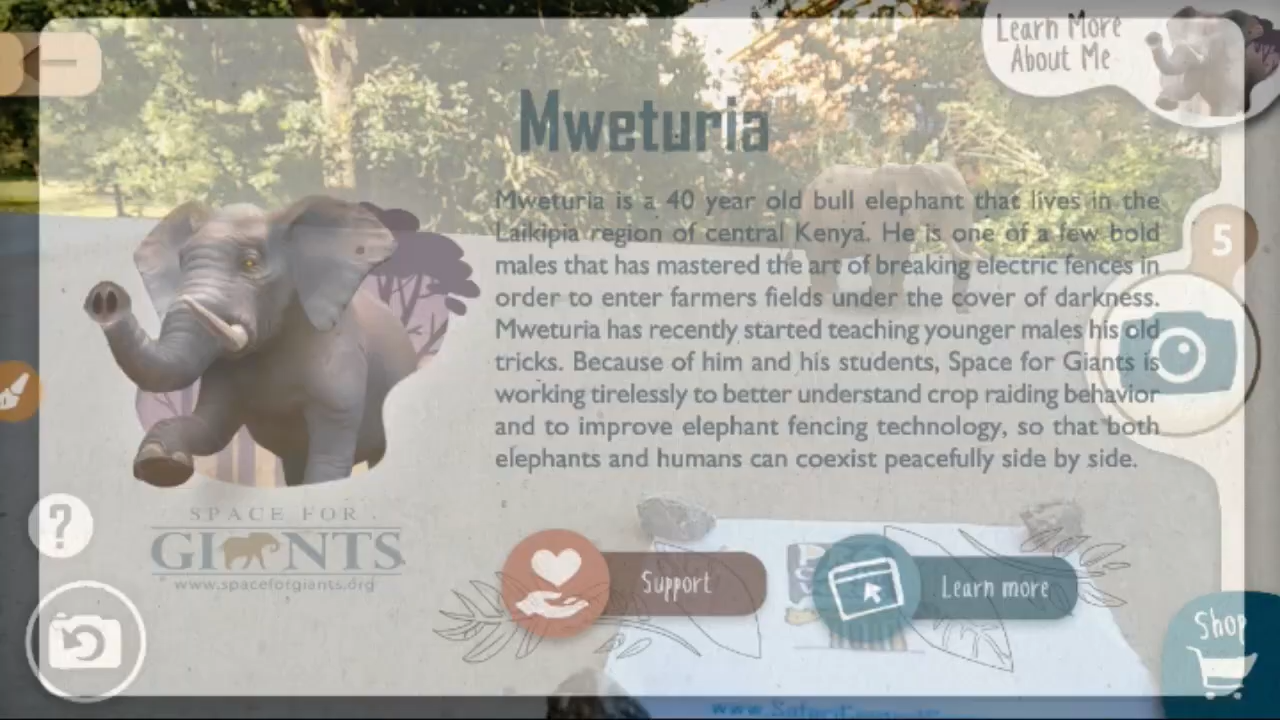 Learn More
About Me
Mweturia
Mweturia is a 40 year old bull elephant that lives in the
Laikipia region of central Kenya. He is one of a few bold
males that has mastered the art of breaking electric fences in
order to enter farmers fields under the cover of darkness.
Mweturia has recently started teaching younger males his old
tricks. Because of him and his students, Space for Giants is
working tirelessly to better understand crop raiding behavior
and to improve elephant fencing technology, so that both
elephants and humans can coexist peacefully side by side.
5
?
SPACE FOR
GIANTS
www.spaceforgiants.org
Support
Learn more
Shop